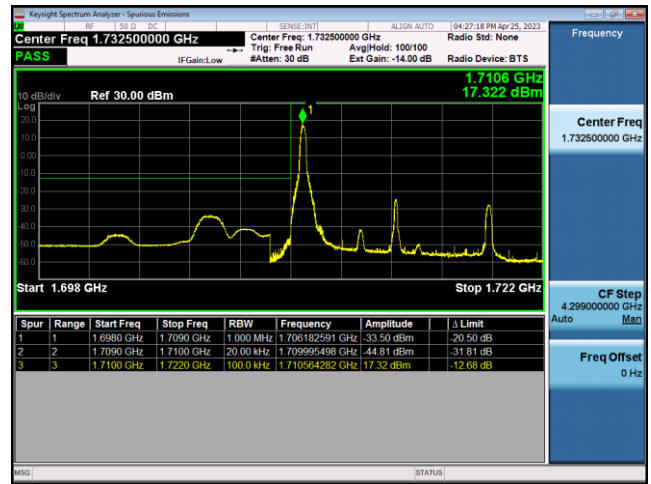 Keysight Spectrum Analyzer - Spurious Emissions
RF 50 Ω DC SENSE:INT ALIGN AUTO 04:27:18 PM Apr 25, 2023
Center Freq 1.732500000 GHz
PASS
IFGain:Low
Center Freq: 1.732500000 GHz
Trig: Free Run Avg|Hold: 100/100
#Atten: 30 dB Ext Gain: -14.00 dB
Radio Std: None
Radio Device: BTS
1.7106 GHz
17.322 dBm
10 dB/div Ref 30.00 dBm
Log
20.0
10.0
0.00
-10.0
-20.0
-30.0
-40.0
-50.0
-60.0
1
Start 1.698 GHz Stop 1.722 GHz
Spur Range Start Freq Stop Freq RBW Frequency Amplitude Δ Limit
1 1 1.6980 GHz 1.7090 GHz 1.000 MHz 1.706182591 GHz -33.50 dBm -20.50 dB
2 2 1.7090 GHz 1.7100 GHz 20.00 kHz 1.709995498 GHz -44.81 dBm -31.81 dB
3 3 1.7100 GHz 1.7220 GHz 100.0 kHz 1.710564282 GHz 17.32 dBm -12.68 dB
MSG STATUS
Frequency
Center Freq
1.732500000 GHz
CF Step
4.299000000 GHz
Auto Man
Freq Offset
0 Hz